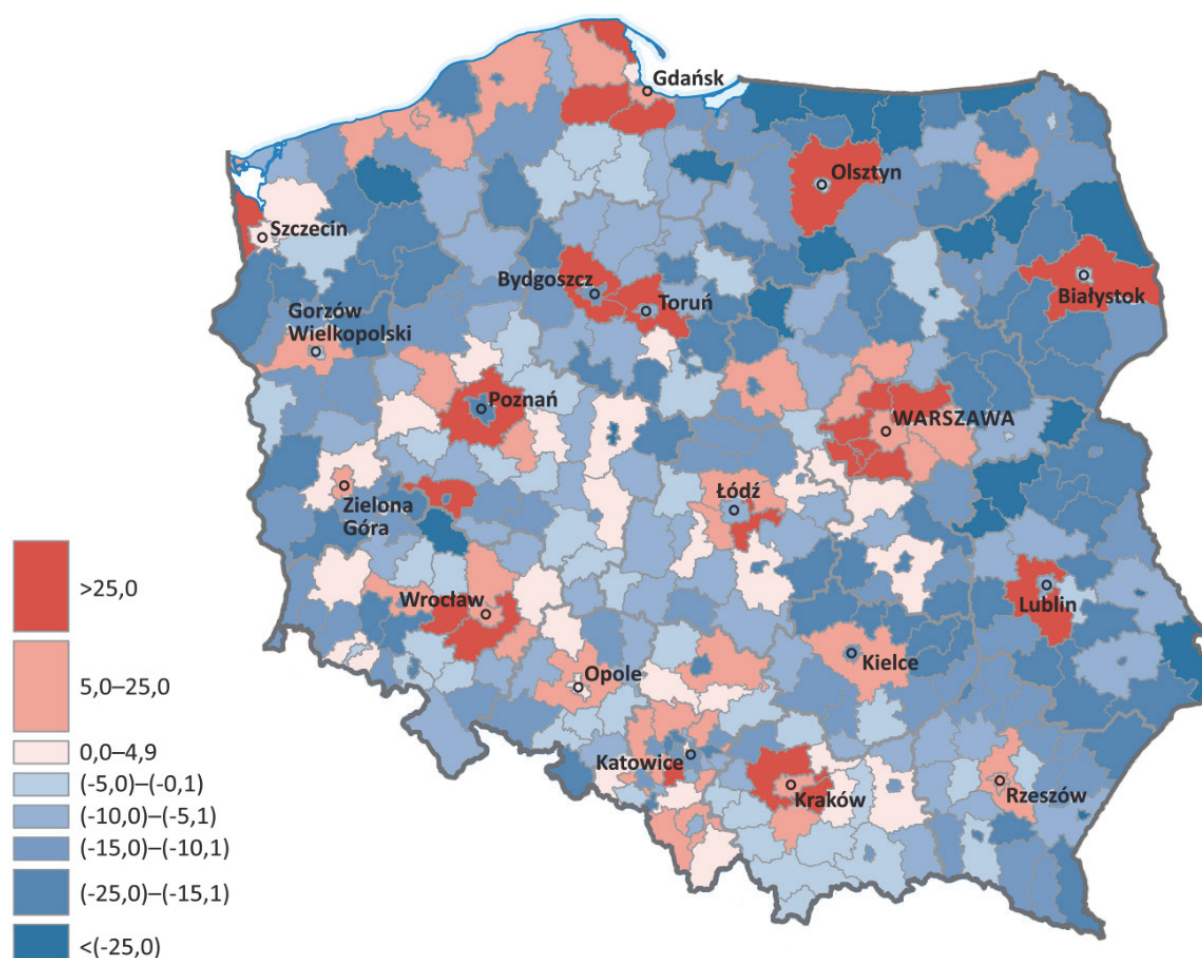 Gdańsk
Olsztyn
Szczecin
Bydgoszcz
Toruń
Białystok
Gorzów
Wielkopolski
Poznań
WARSZAWA
Zielona
Góra
Łódź
Wrocław
Lublin
Opole
Kielce
Katowice
Kraków
Rzeszów
>25,0
5,0–25,0
0,0–4,9
(-5,0)–(-0,1)
(-10,0)–(-5,1)
(-15,0)–(-10,1)
(-25,0)–(-15,1)
<(-25,0)